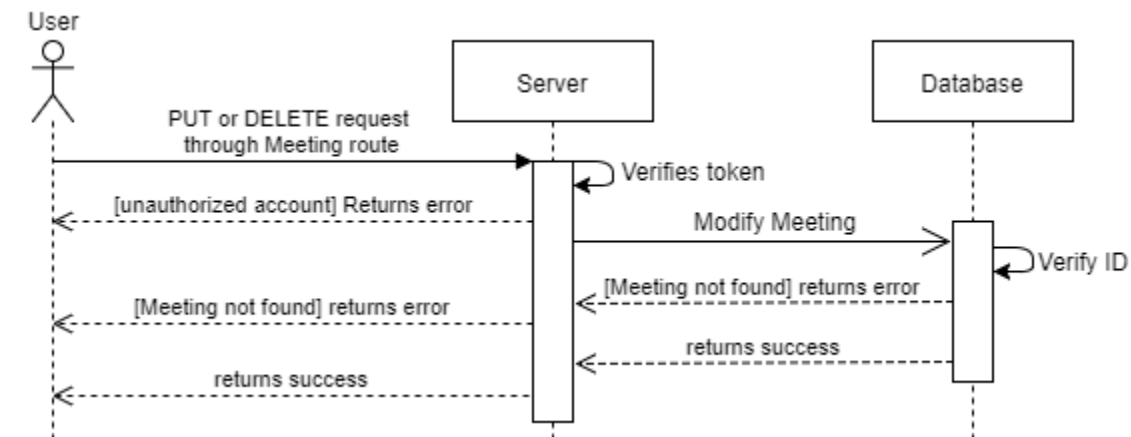 User
Server
Database
PUT or DELETE request
through Meeting route
Verifies token
[unauthorized account] Returns error
Modify Meeting
Verify ID
[Meeting not found] returns error
[Meeting not found] returns error
returns success
returns success